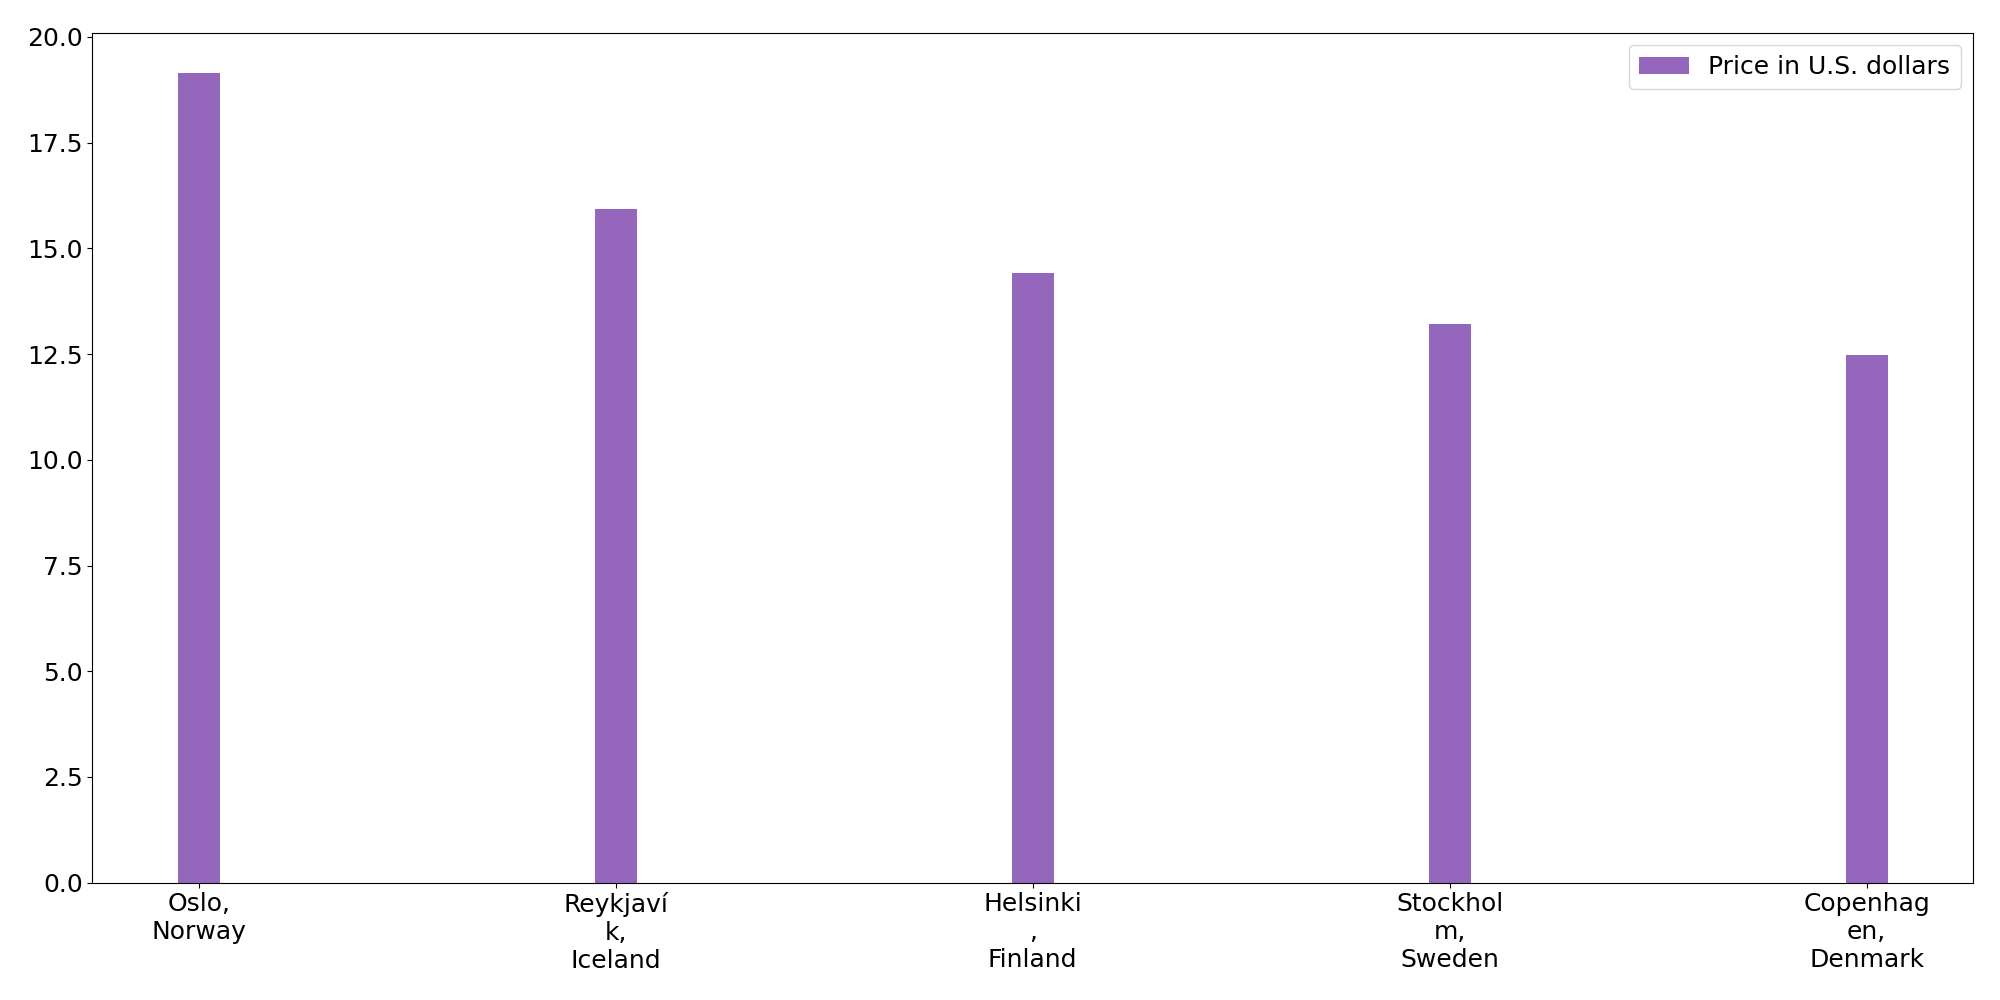 20.0
17.5
15.0
12.5
10.0
7.5
5.0
2.5
0.0
Price in U.S. dollars
Oslo,
Norway
Reykjaví
k,
Iceland
Helsinki
,
Finland
Stockhol
m,
Sweden
Copenhag
en,
Denmark